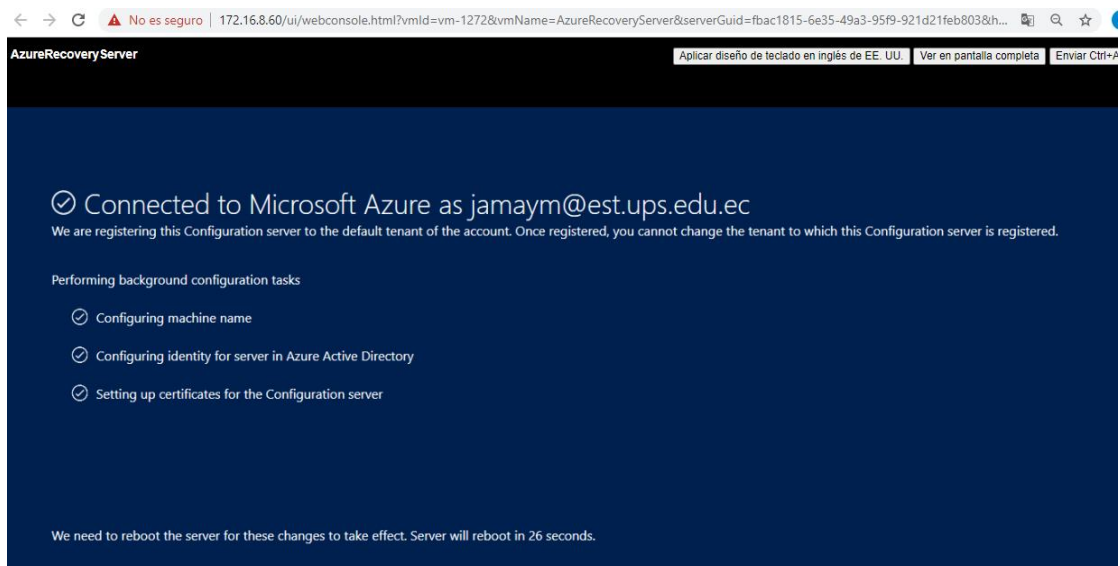 No es seguro | 172.16.8.60/ui/webconsole.html?vmId=vm-1272&vmName=AzureRecoveryServer&serverGuid=fbac1815-6e35-49a3-95f9-921d21feb803&h...
AzureRecoveryServer
Aplicar diseño de teclado en inglés de EE. UU. Ver en pantalla completa Enviar Ctrl+A
Connected to Microsoft Azure as jamaym@est.ups.edu.ec
We are registering this Configuration server to the default tenant of the account. Once registered, you cannot change the tenant to which this Configuration server is registered.
Performing background configuration tasks
Configuring machine name
Configuring identity for server in Azure Active Directory
Setting up certificates for the Configuration server
We need to reboot the server for these changes to take effect. Server will reboot in 26 seconds.